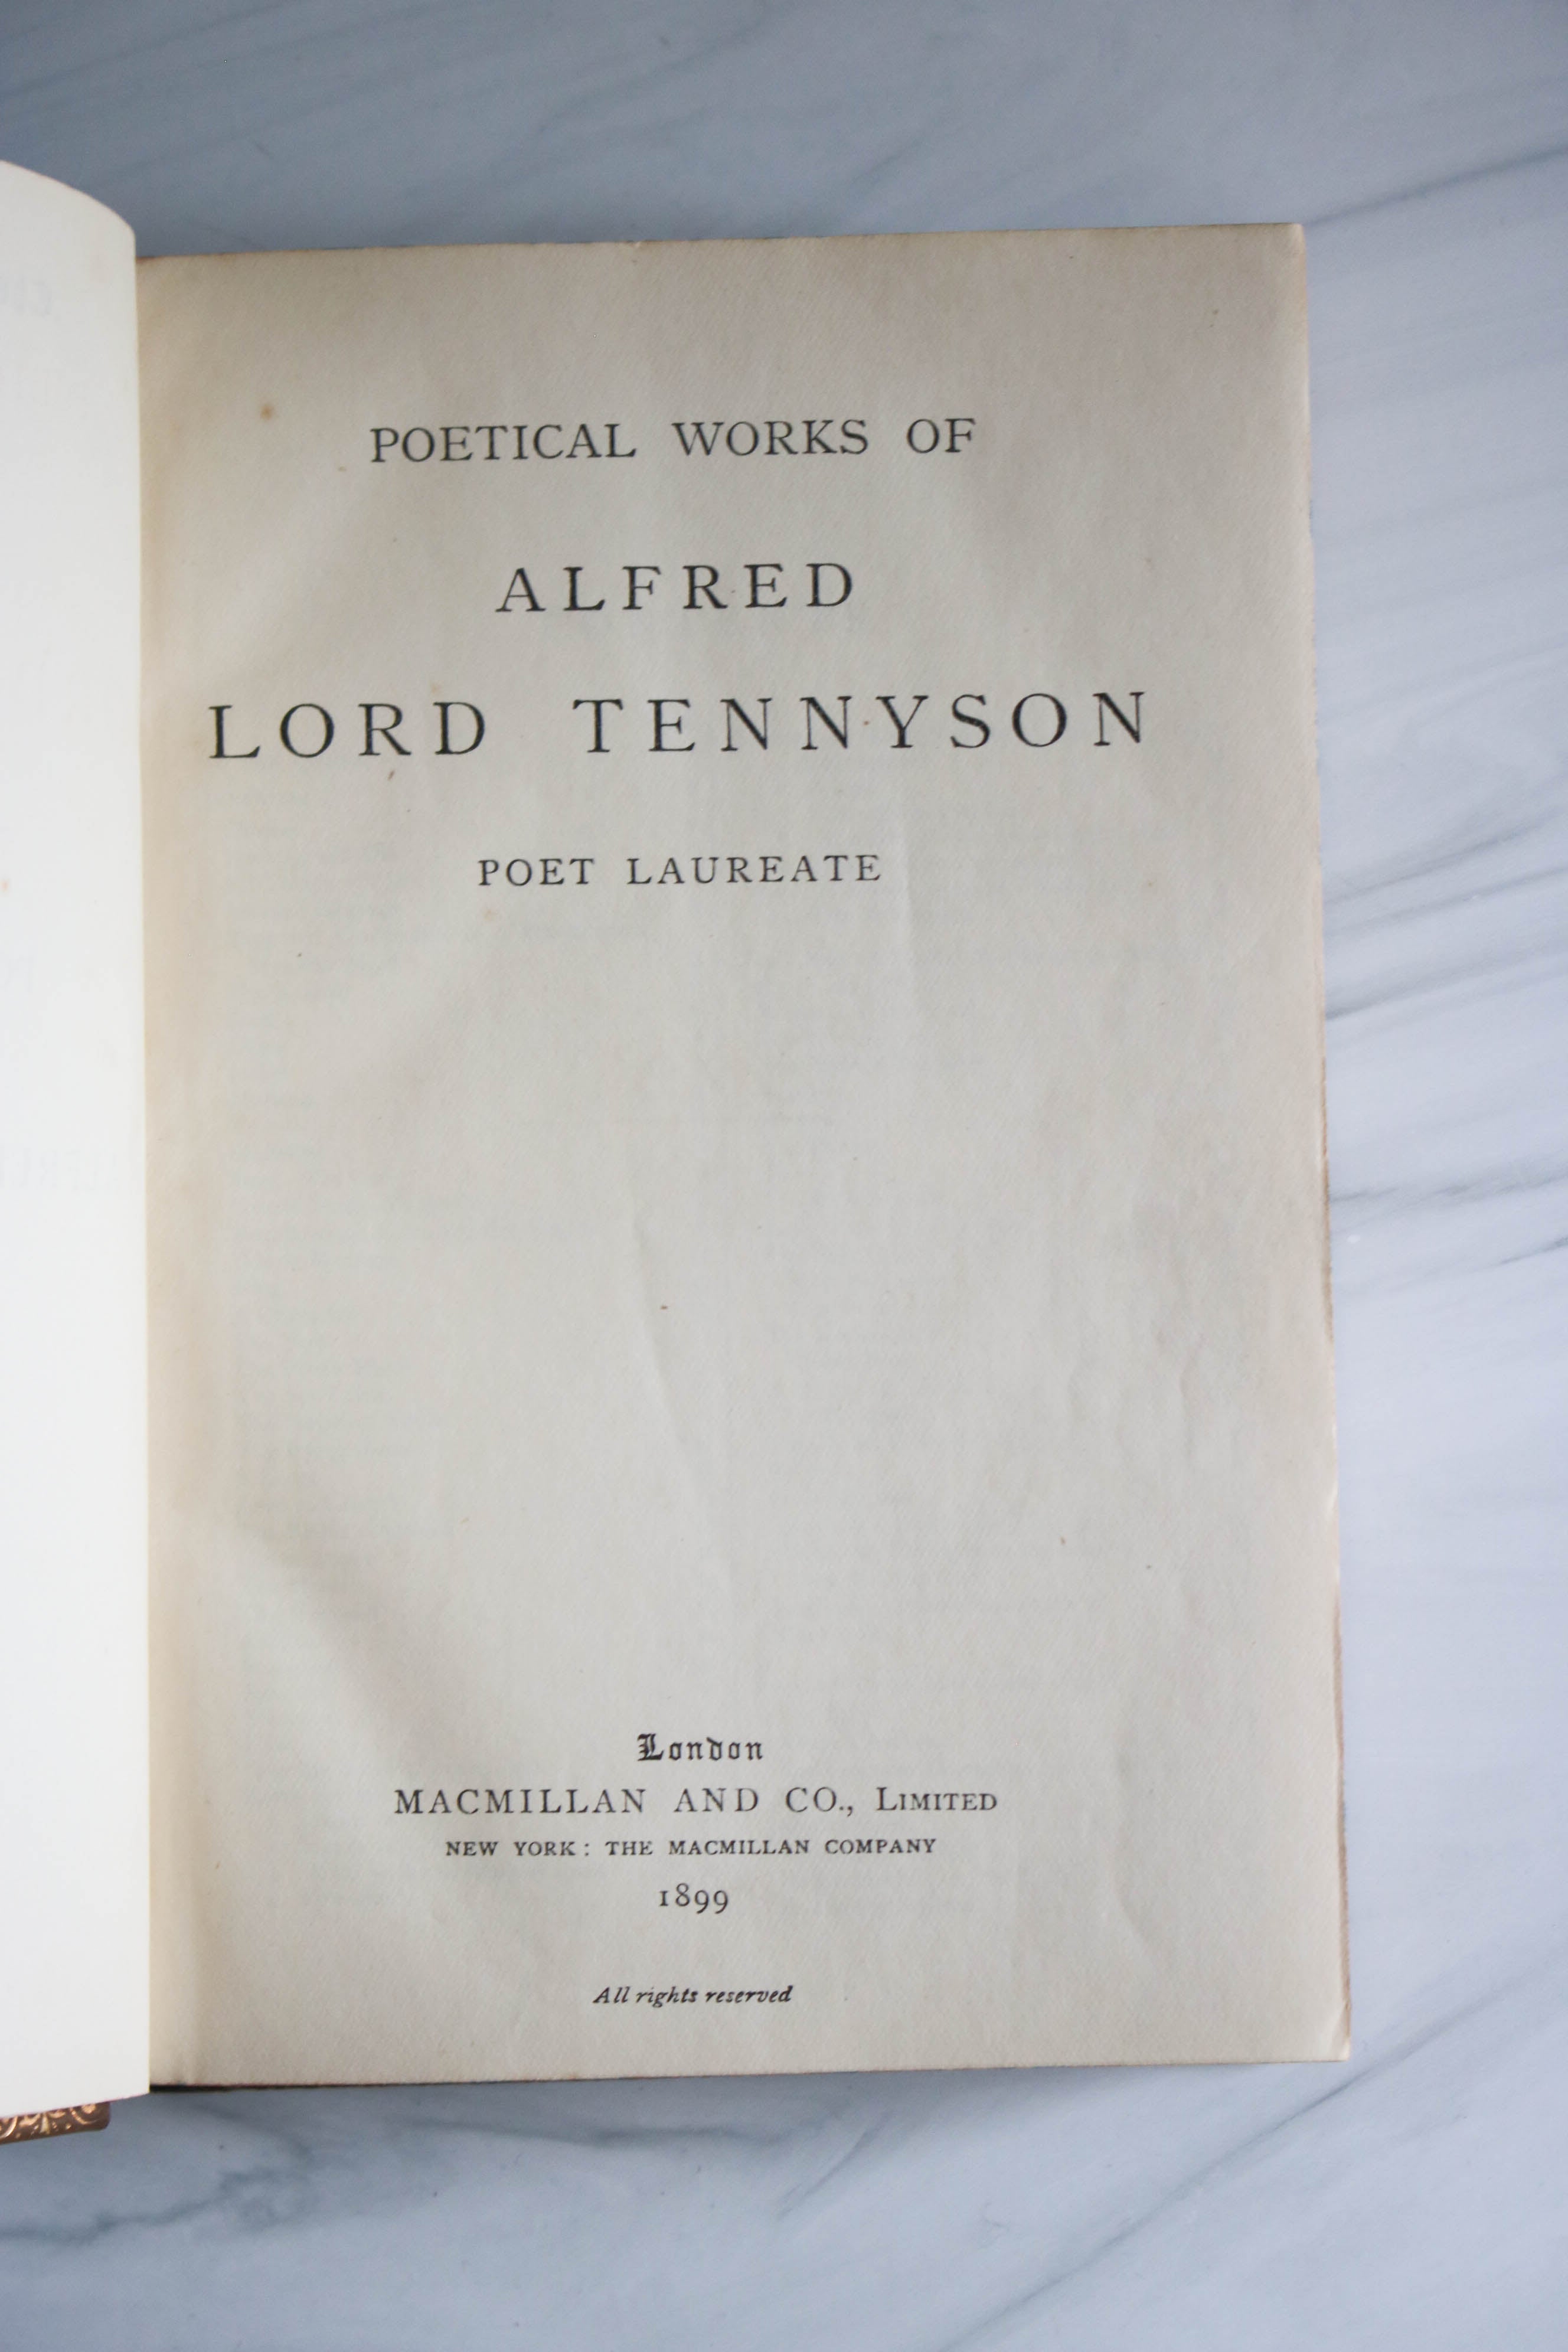 POETICAL WORKS OF
ALFRED
LORD TENNYSON
POET LAUREATE
London
MACMILLAN AND CO., LIMITED
NEW YORK: THE MACMILLAN COMPANY
1899
All rights reserved